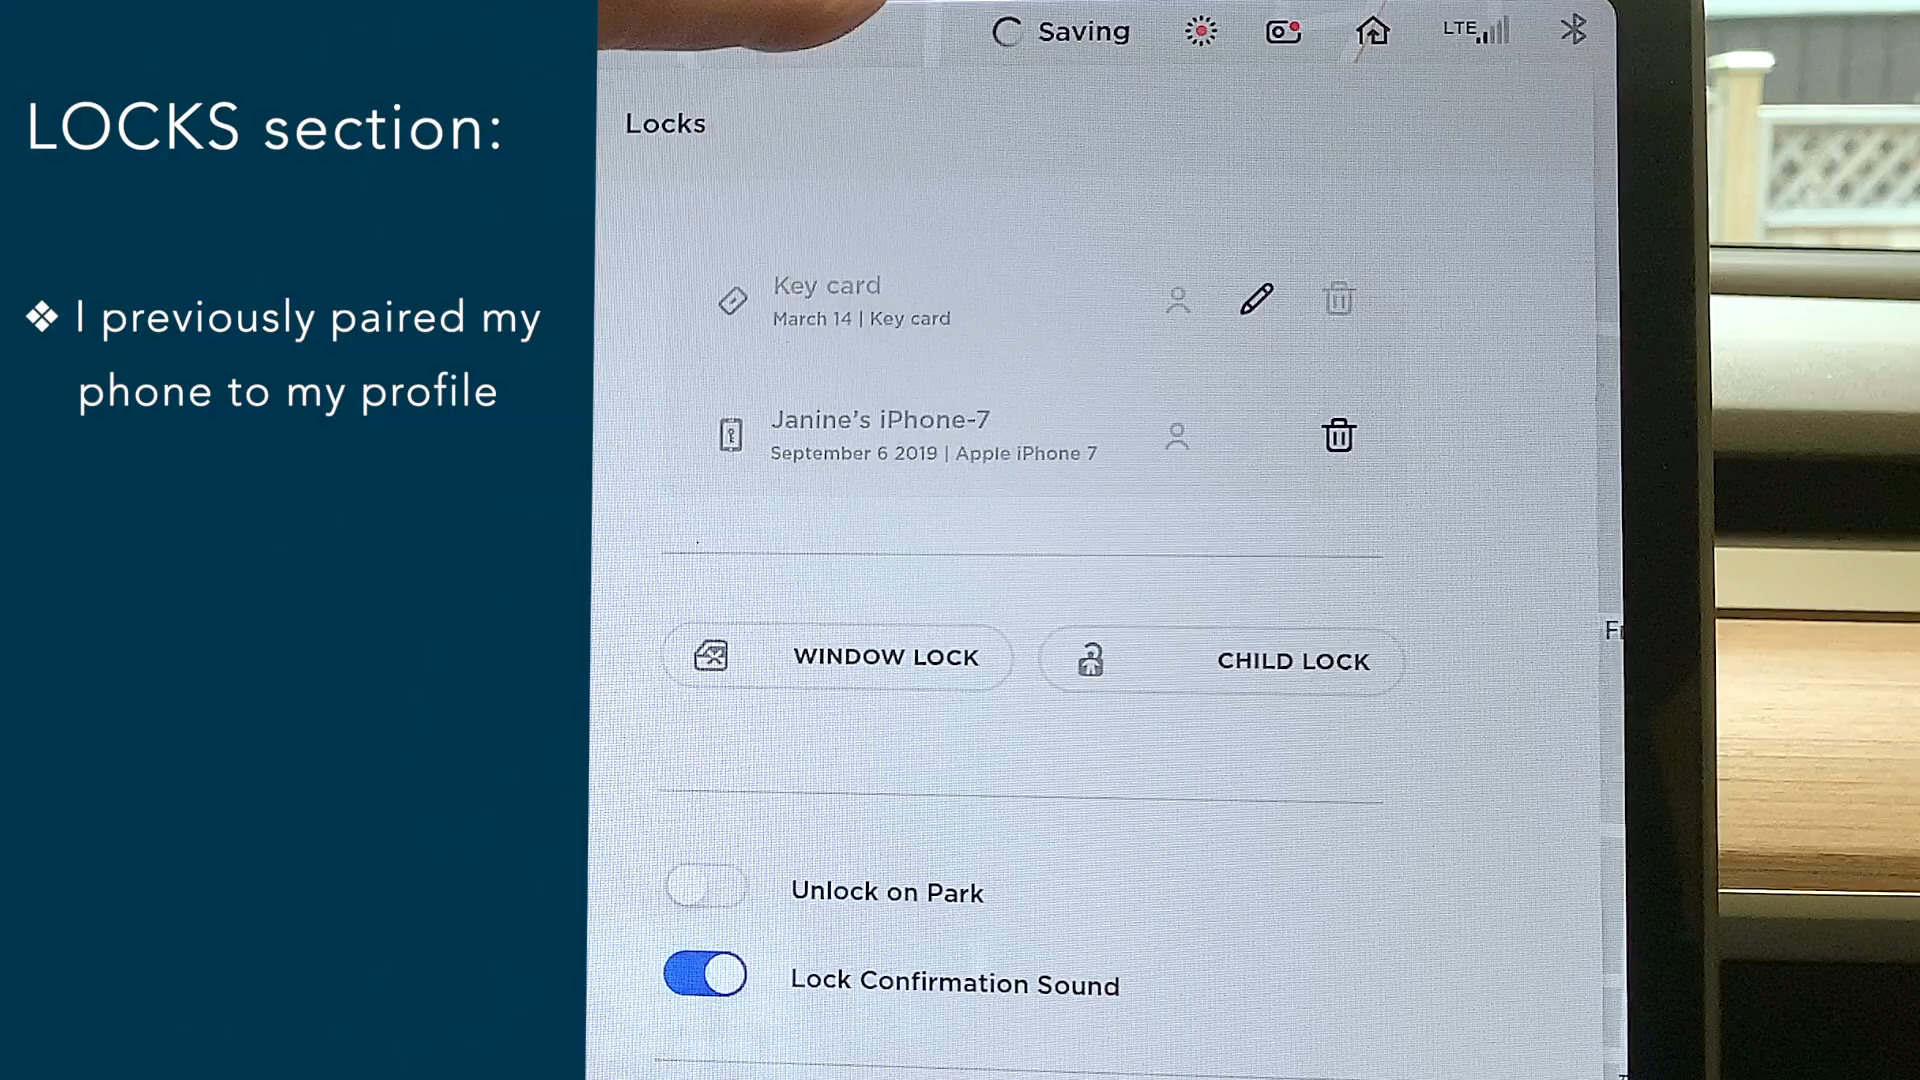 LOCKS section:
❖ I previously paired my
phone to my profile
Saving
LTE
Locks
Key card
March 14 | Key card
Janine's iPhone-7
September 6 2019 | Apple iPhone 7
WINDOW LOCK
CHILD LOCK
Unlock on Park
Lock Confirmation Sound